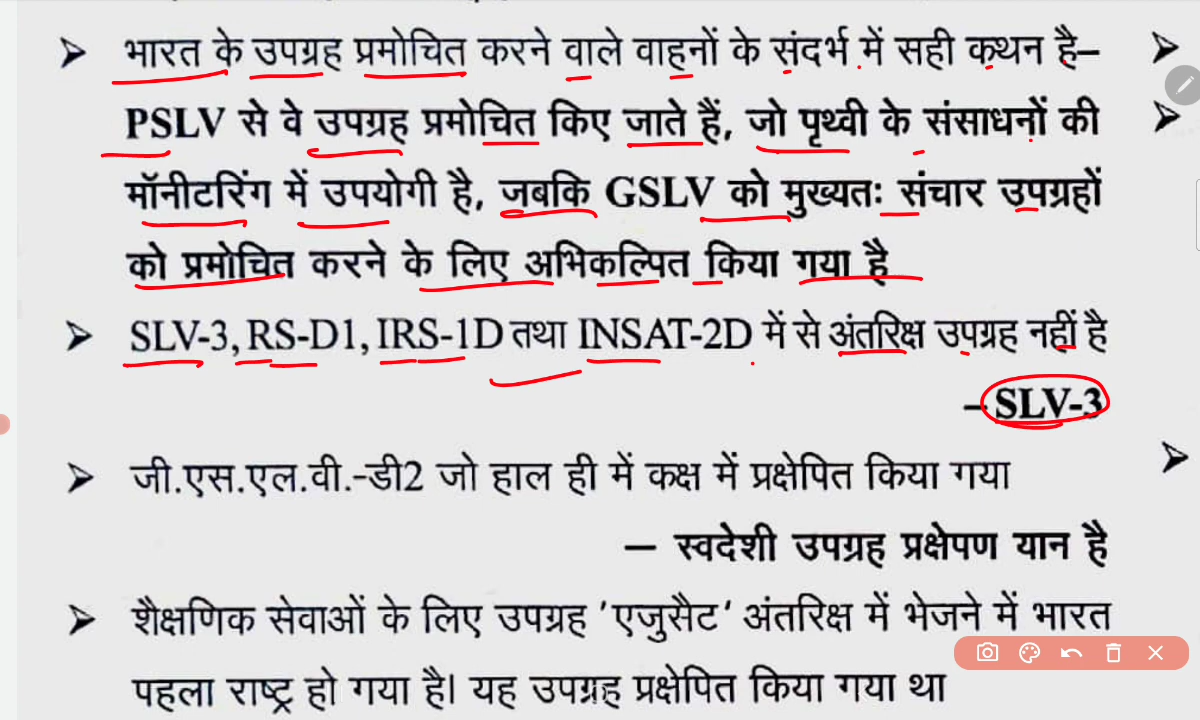 ➤ भारत के उपग्रह प्रमोचित करने वाले वाहनों के संदर्भ में सही कथन है–
PSLV से वे उपग्रह प्रमोचित किए जाते हैं, जो पृथ्वी के संसाधनों की
मॉनीटरिंग में उपयोगी है, जबकि GSLV को मुख्यतः संचार उपग्रहों
को प्रमोचित करने के लिए अभिकल्पित किया गया है
➤ SLV-3, RS-D1, IRS-1D तथा INSAT-2D में से अंतरिक्ष उपग्रह नहीं है
– SLV-3
➤ जी.एस.एल.वी.-डी2 जो हाल ही में कक्ष में प्रक्षेपित किया गया
– स्वदेशी उपग्रह प्रक्षेपण यान है
➤ शैक्षणिक सेवाओं के लिए उपग्रह 'एजुसैट' अंतरिक्ष में भेजने में भारत
पहला राष्ट्र हो गया है। यह उपग्रह प्रक्षेपित किया गया था